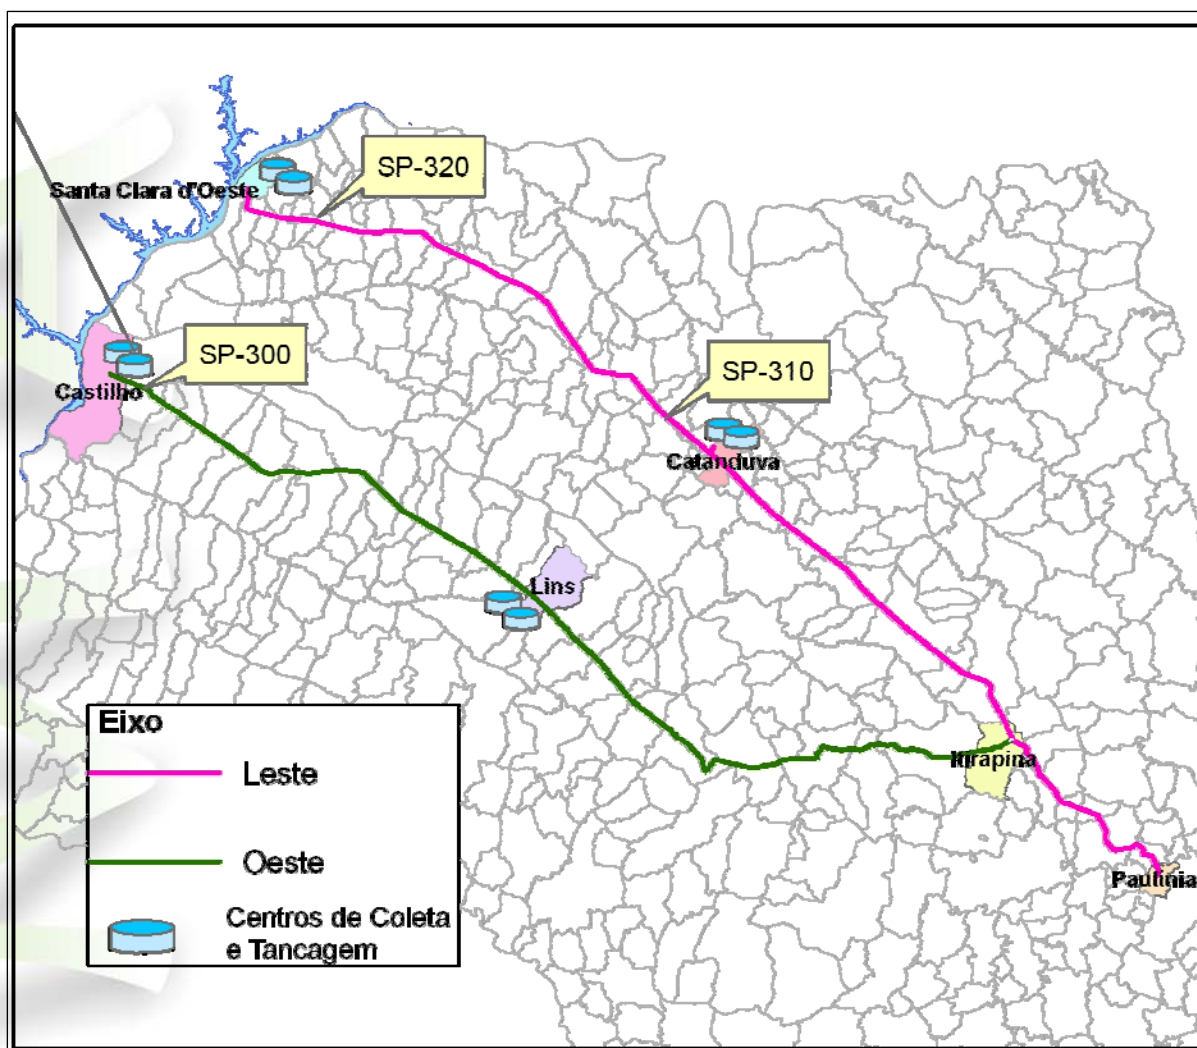 SP-320
Santa Clara d'Oeste
SP-300
SP-310
Castilho
Catanduva
Lins
Eixo
Leste
Itirapina
Oeste
Paulínia
Centros de Coleta
e Tancagem